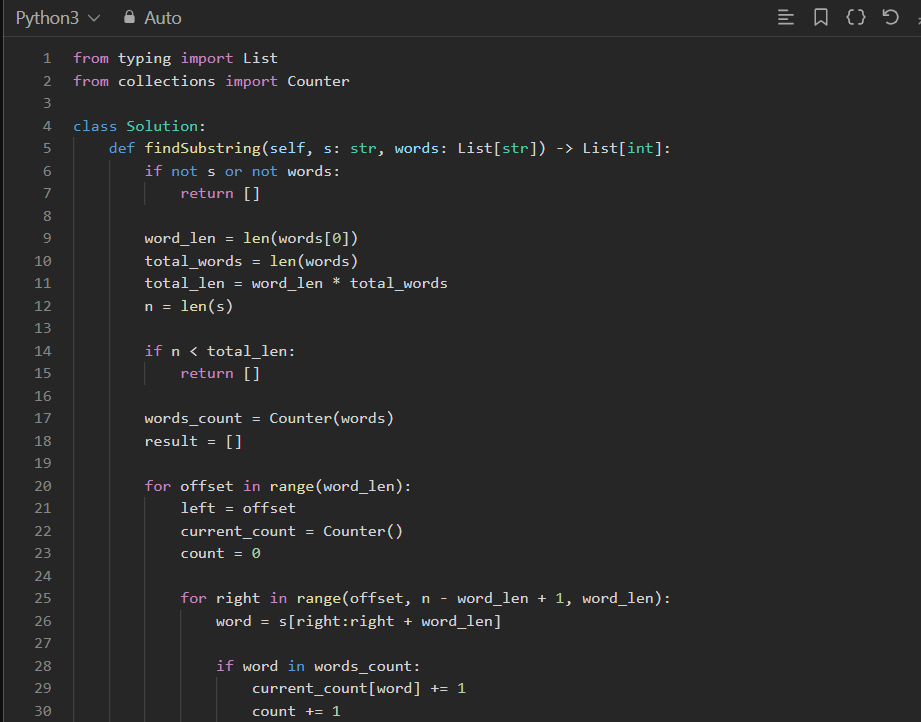 Python3 Auto
1 from typing import List
2 from collections import Counter
3
4 class Solution:
5     def findSubstring(self, s: str, words: List[str]) -> List[int]:
6         if not s or not words:
7             return []
8
9         word_len = len(words[0])
10         total_words = len(words)
11         total_len = word_len * total_words
12         n = len(s)
13
14         if n < total_len:
15             return []
16
17         words_count = Counter(words)
18         result = []
19
20         for offset in range(word_len):
21             left = offset
22             current_count = Counter()
23             count = 0
24
25             for right in range(offset, n - word_len + 1, word_len):
26                 word = s[right:right + word_len]
27
28                 if word in words_count:
29                     current_count[word] += 1
30                     count += 1